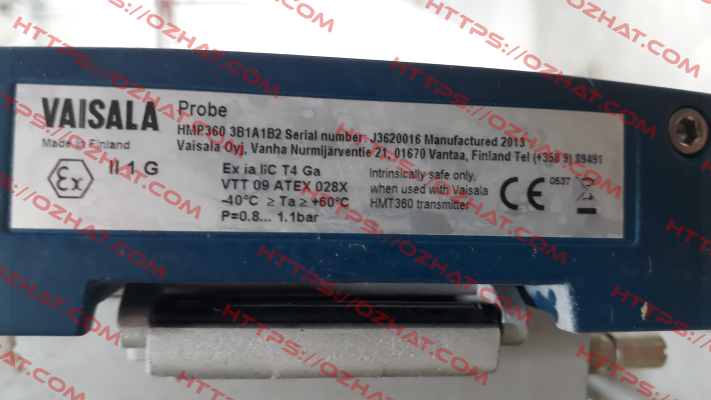 VAISALA
Made in Finland
Probe
HMP360 3B1A1B2 Serial number: J3620016 Manufactured 2013
Vaisala Oyj, Vanha Nurmijärventie 21, 01670 Vantaa, Finland Tel (+358 9) 89491
Ex II 1 G
Ex ia IIC T4 Ga
VTT 09 ATEX 028X
-40°C ≥ Ta ≥ +60°C
P=0.8... 1.1bar
Intrinsically safe only.
when used with Vaisala
HMT360 transmitter
CE 0537
HTTPS://OZHAT.COM